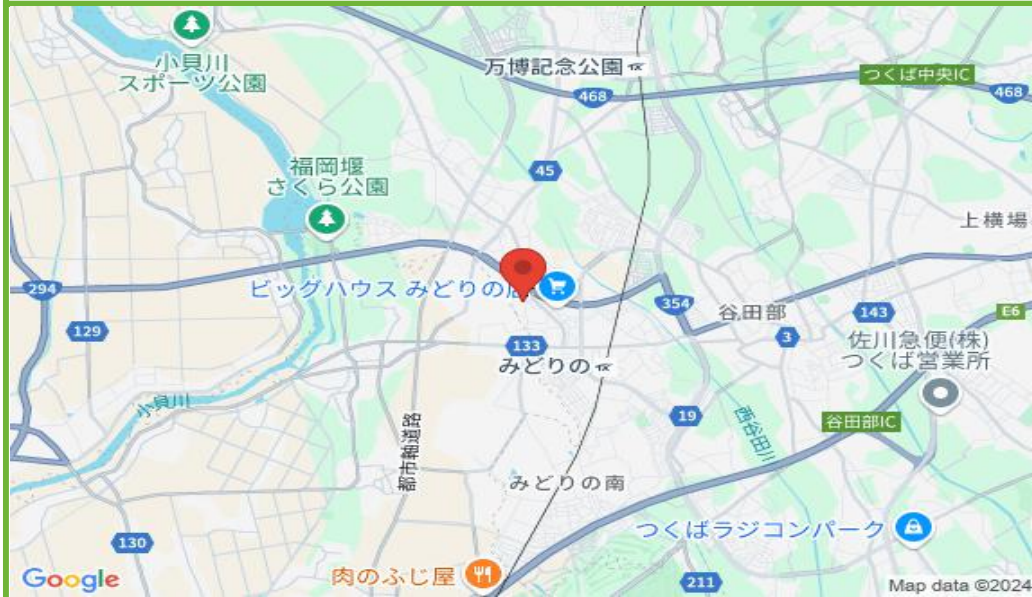 小貝川
スポーツ公園
万博記念公園
つくば中央IC
468
468
福岡堰
さくら公園
45
上横場
294
ビッグハウス みどりの店
354
谷田部
143
E6
129
133
3
佐川急便(株)
つくば営業所
みどりの
小貝川
19
西谷田川
谷田部IC
都市軸道路
みどりの南
つくばラジコンパーク
130
肉のふじ屋
211
Google
Map data ©2024